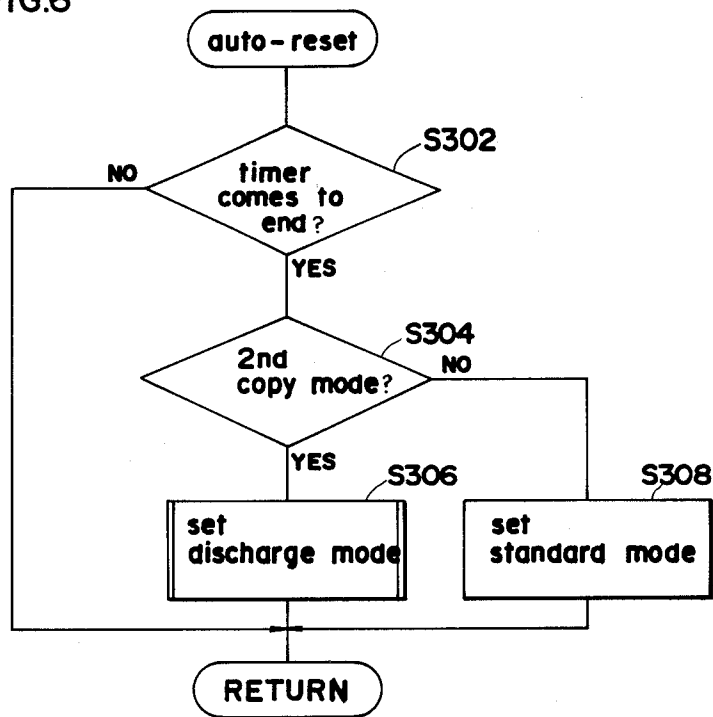 FIG.6
auto-reset
S302
NO
timer
comes to
end?
YES
S304
2nd
copy mode?
NO
YES
S306
S308
set
discharge mode
set
standard mode
RETURN